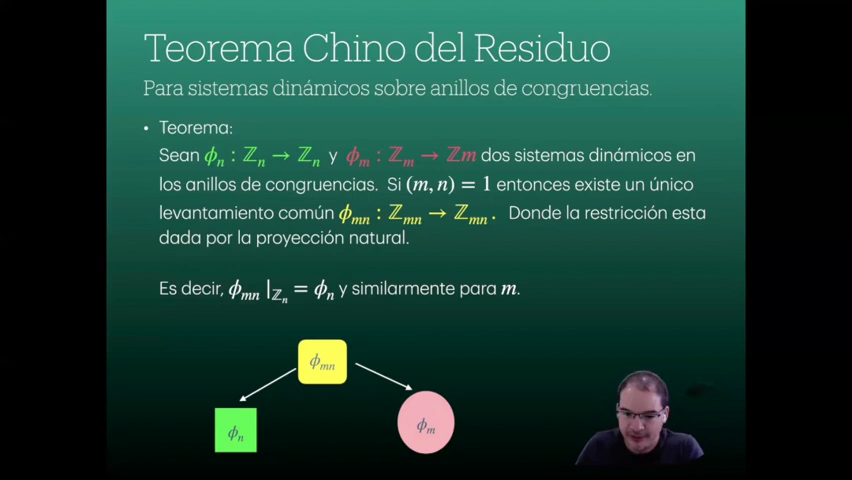 Teorema Chino del Residuo
Para sistemas dinámicos sobre anillos de congruencias.
• Teorema:
Sean ϕₙ : ℤₙ → ℤₙ y ϕₘ : ℤₘ → ℤm dos sistemas dinámicos en
los anillos de congruencias. Si (m, n) = 1 entonces existe un único
levantamiento común ϕₘₙ : ℤₘₙ → ℤₘₙ. Donde la restricción esta
dada por la proyección natural.
Es decir, ϕₘₙ |_ℤₙ = ϕₙ y similarmente para m.
ϕₘₙ
ϕₙ
ϕₘ